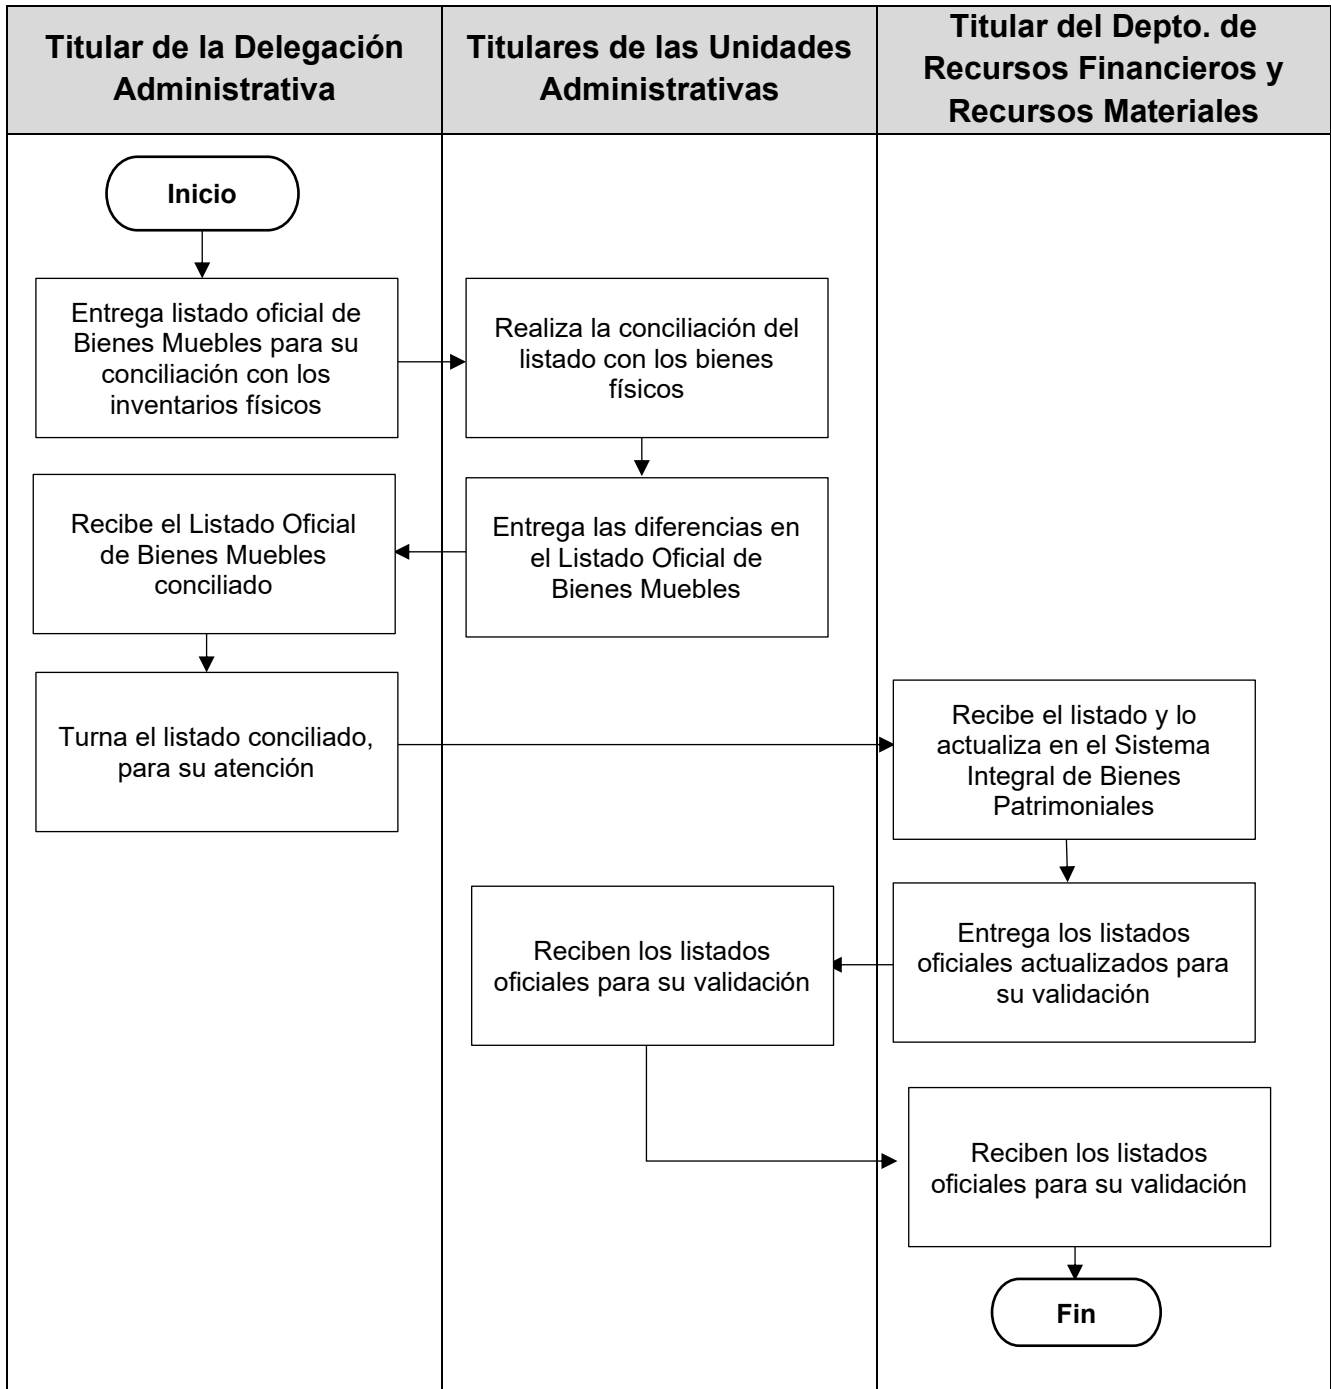 Titular de la Delegación
Administrativa
Titulares de las Unidades
Administrativas
Titular del Depto. de
Recursos Financieros y
Recursos Materiales
Inicio
Entrega listado oficial de
Bienes Muebles para su
conciliación con los
inventarios físicos
Realiza la conciliación del
listado con los bienes
físicos
Recibe el Listado Oficial
de Bienes Muebles
conciliado
Entrega las diferencias en
el Listado Oficial de
Bienes Muebles
Turna el listado conciliado,
para su atención
Recibe el listado y lo
actualiza en el Sistema
Integral de Bienes
Patrimoniales
Reciben los listados
oficiales para su validación
Entrega los listados
oficiales actualizados para
su validación
Reciben los listados
oficiales para su validación
Fin